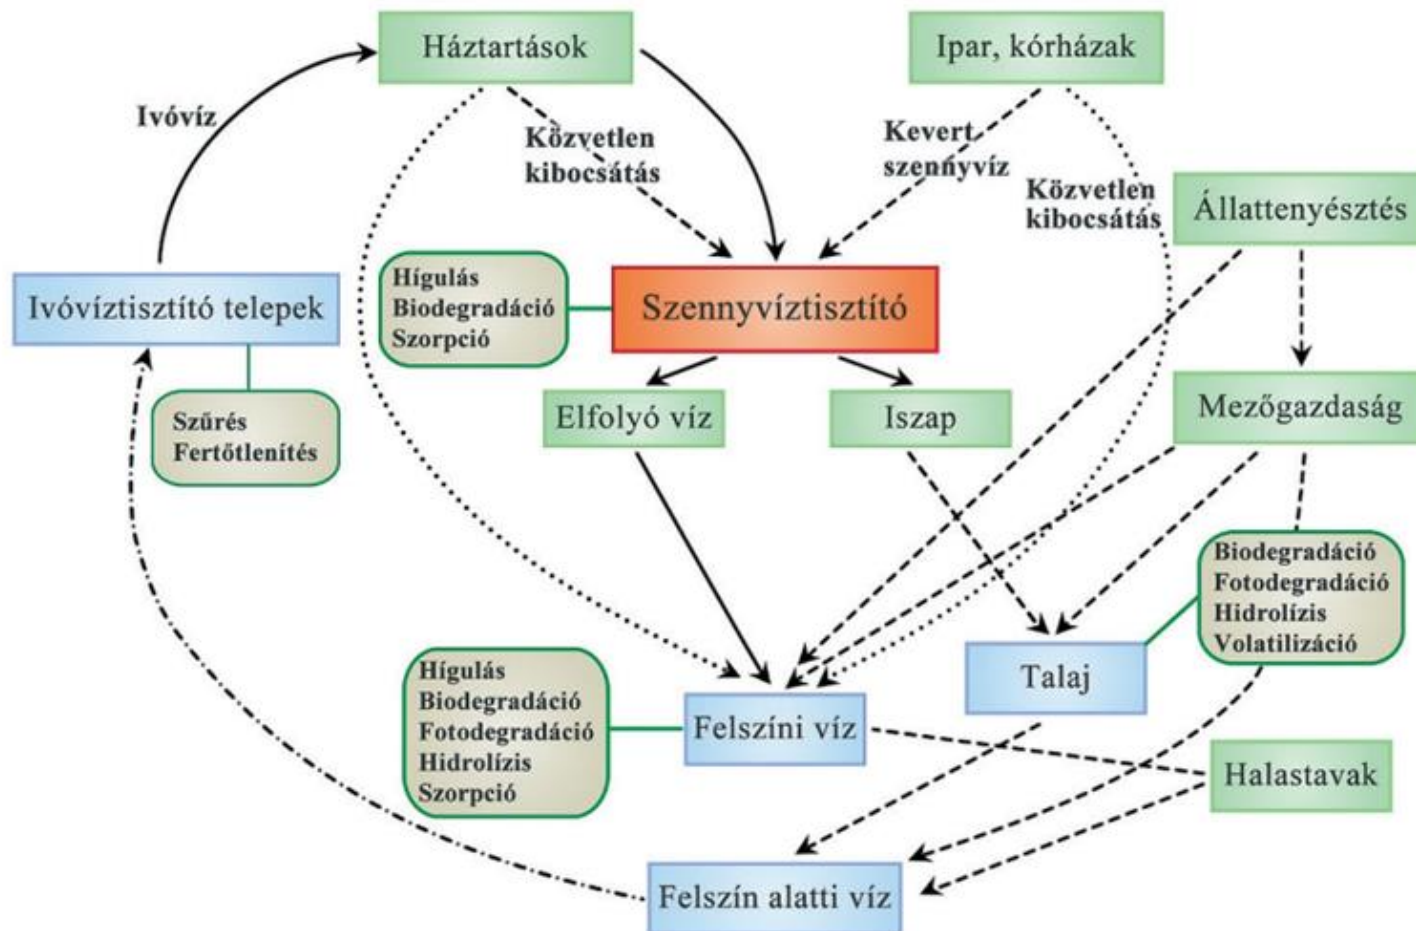 Háztartások
Ipar, kórházak
Ivóvíz
Közvetlen
kibocsátás
Kevert
szennyvíz
Közvetlen
kibocsátás
Állattenyésztés
Ivóvíztisztító telepek
Hígulás
Biodegradáció
Szorpció
Szennyvíztisztító
Szűrés
Fertőtlenítés
Elfolyó víz
Iszap
Mezőgazdaság
Biodegradáció
Fotodegradáció
Hidrolízis
Volatilizáció
Hígulás
Biodegradáció
Fotodegradáció
Hidrolízis
Szorpció
Felszíni víz
Talaj
Halastavak
Felszín alatti víz